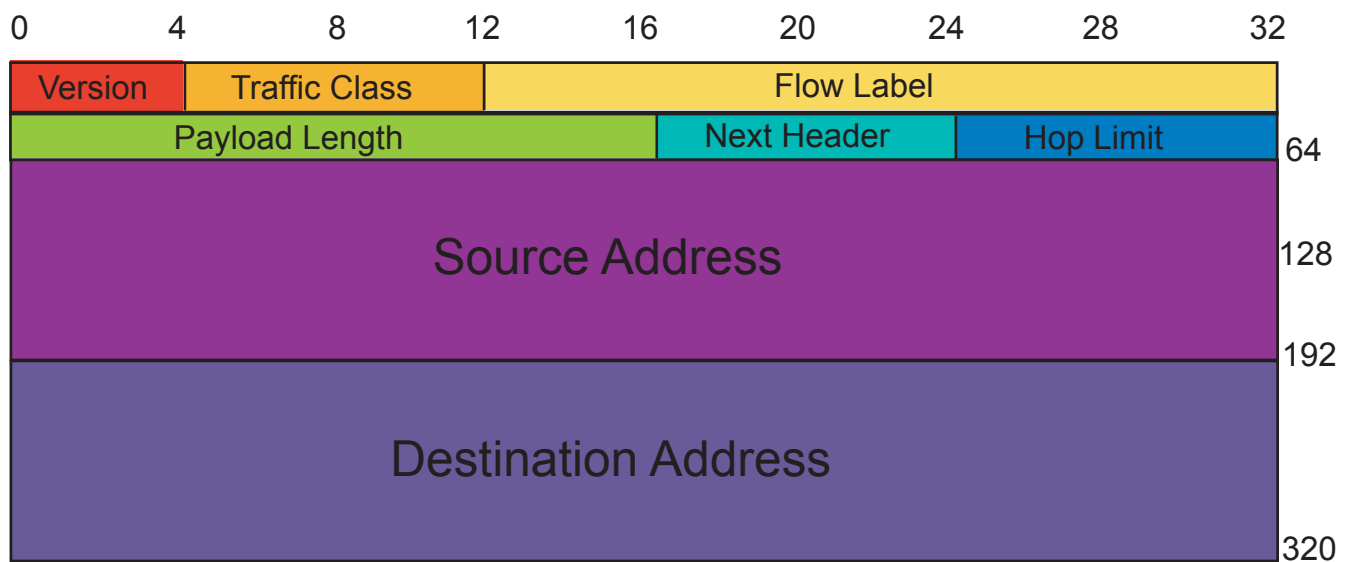 0 4 8 12 16 20 24 28 32
Version Traffic Class Flow Label
Payload Length Next Header Hop Limit 64
Source Address 128
192
Destination Address
320